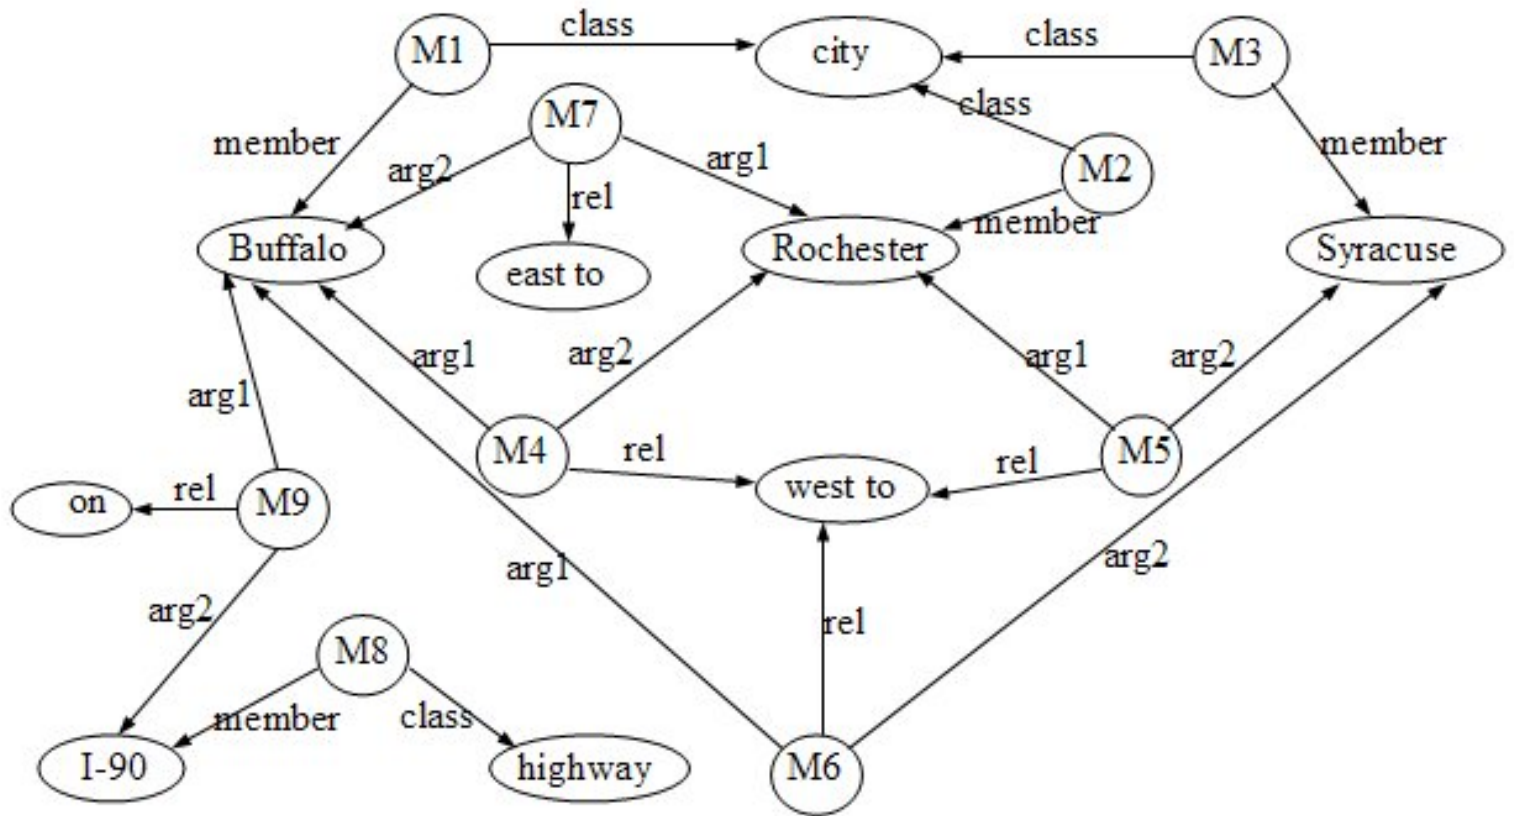 M1
class
city
class
M3
M7
class
member
arg2
arg1
M2
member
rel
member
Buffalo
east to
Rochester
Syracuse
arg1
arg2
arg1
arg2
arg1
M4
rel
west to
rel
M5
on
rel
M9
arg1
arg2
arg2
rel
M8
member
class
I-90
highway
M6